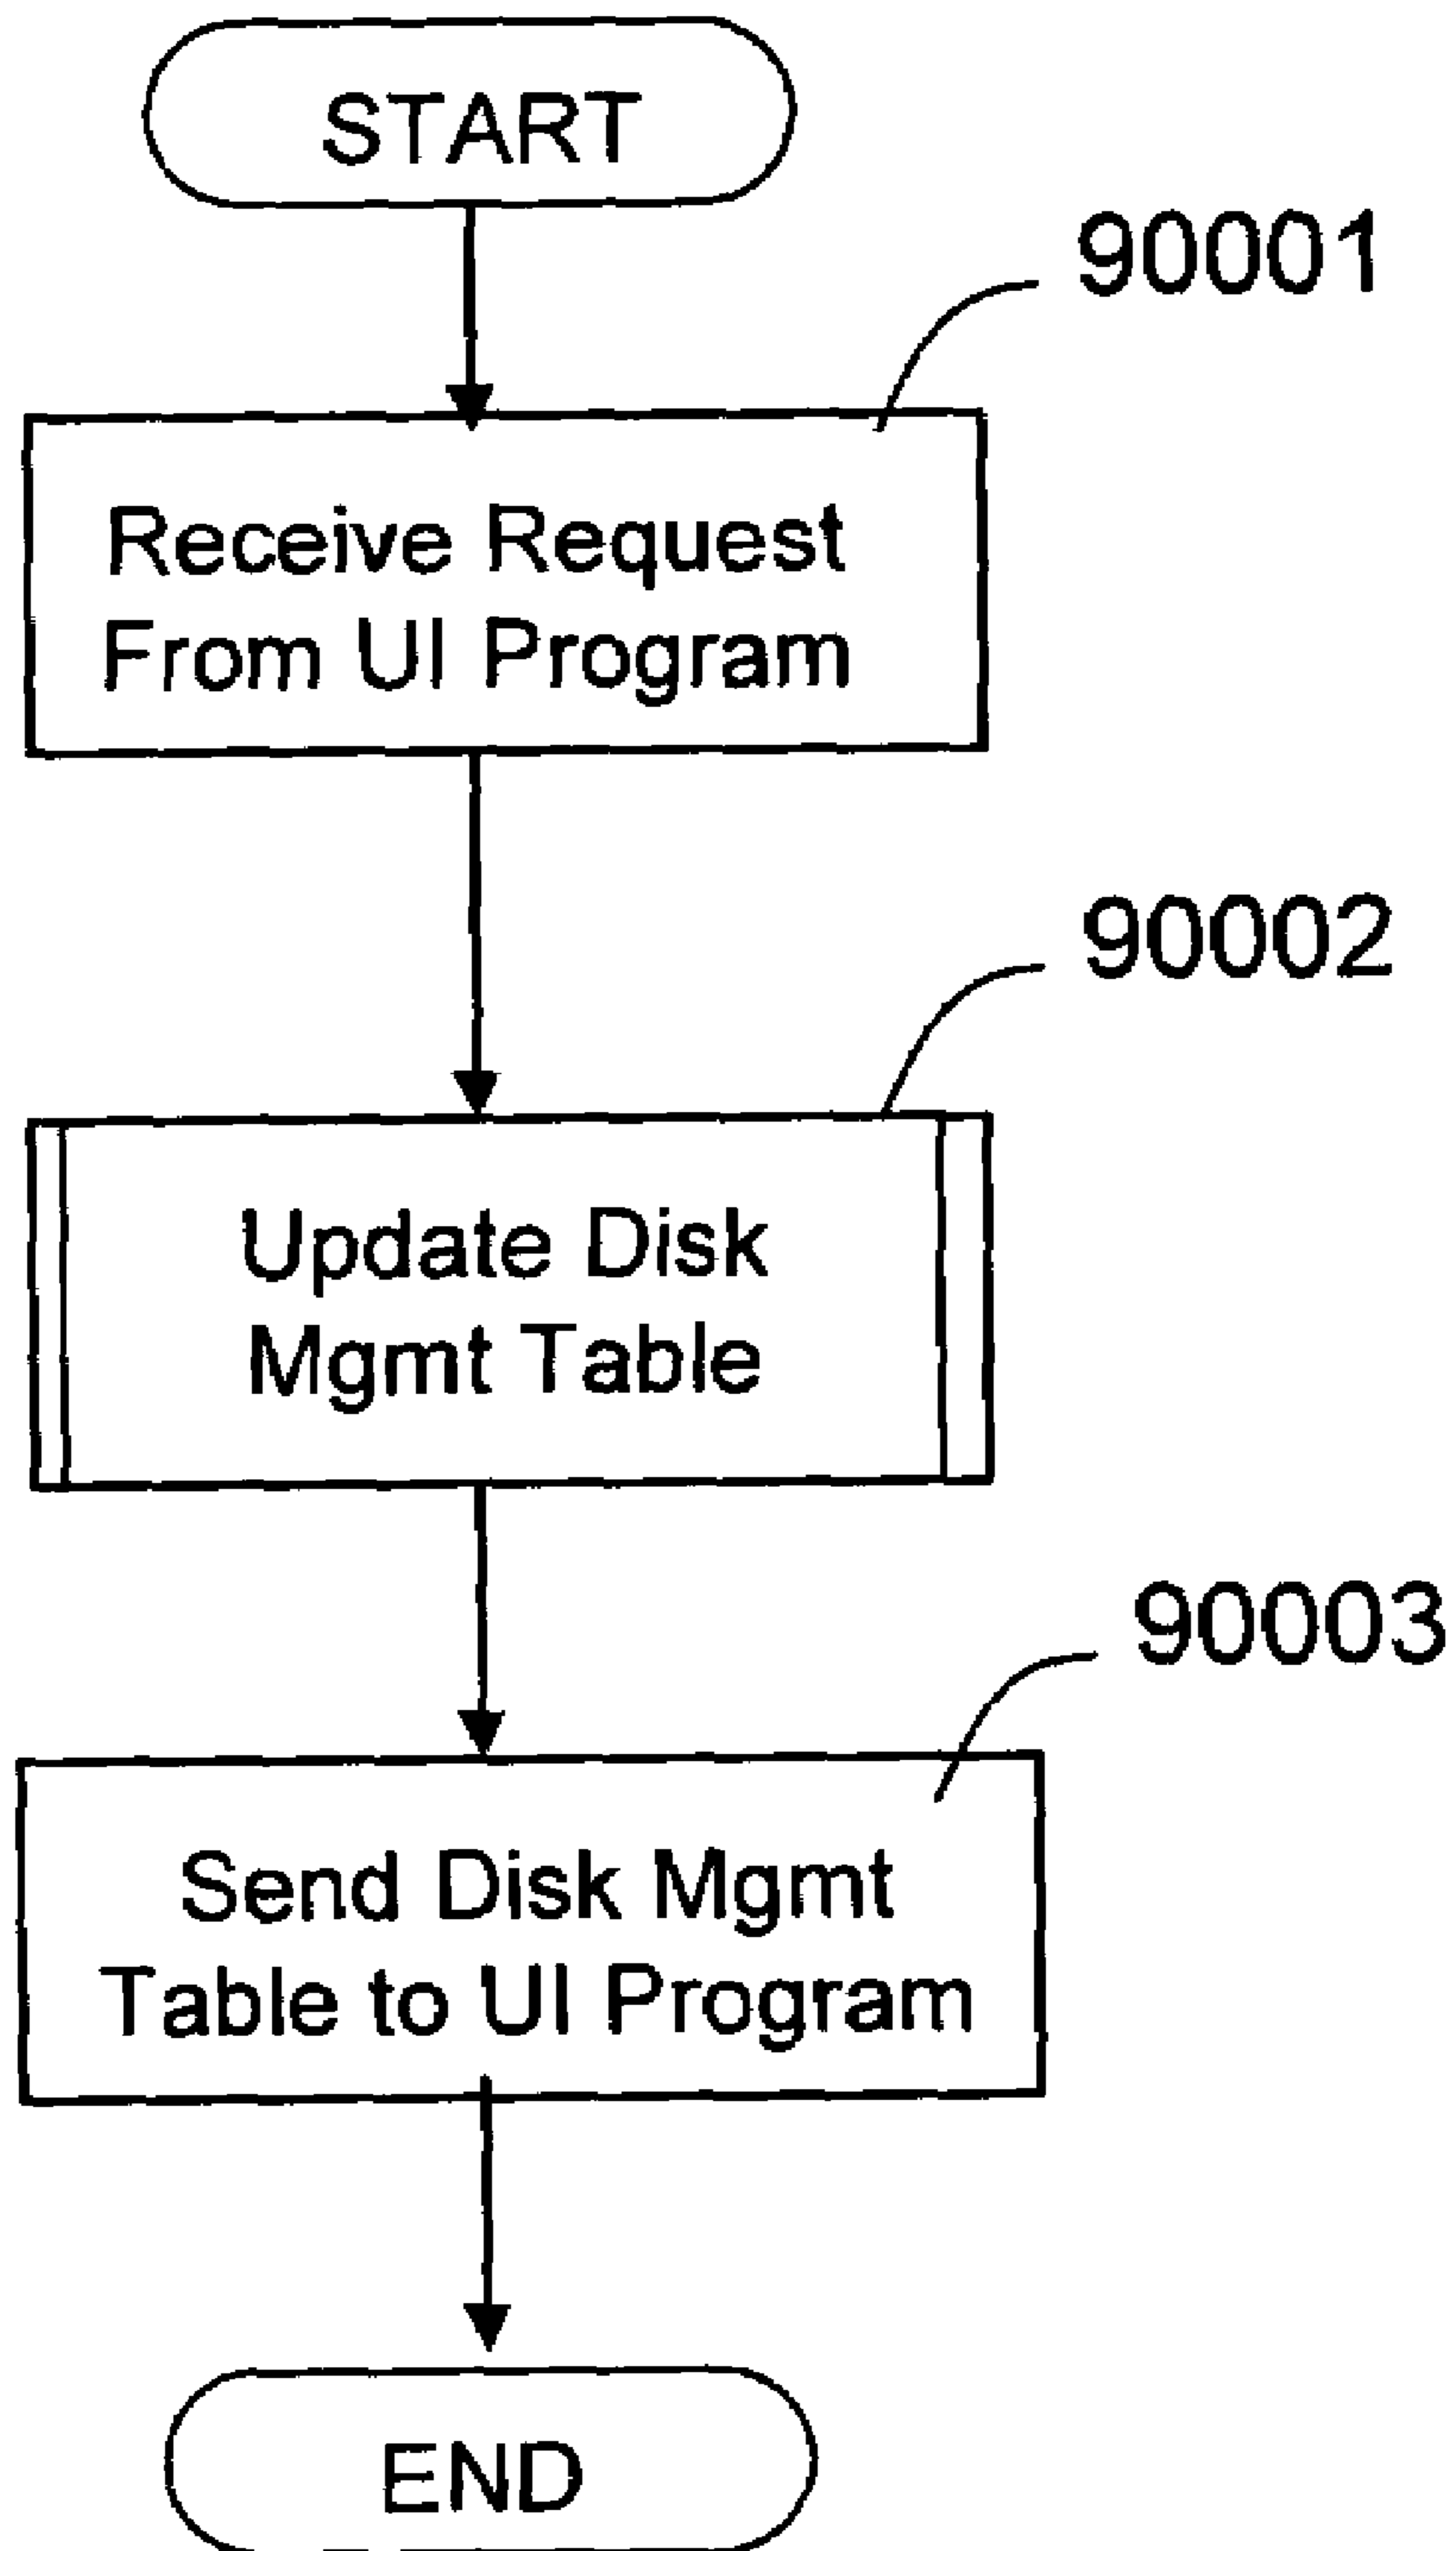 START
90001
Receive Request
From UI Program
90002
Update Disk
Mgmt Table
90003
Send Disk Mgmt
Table to UI Program
END